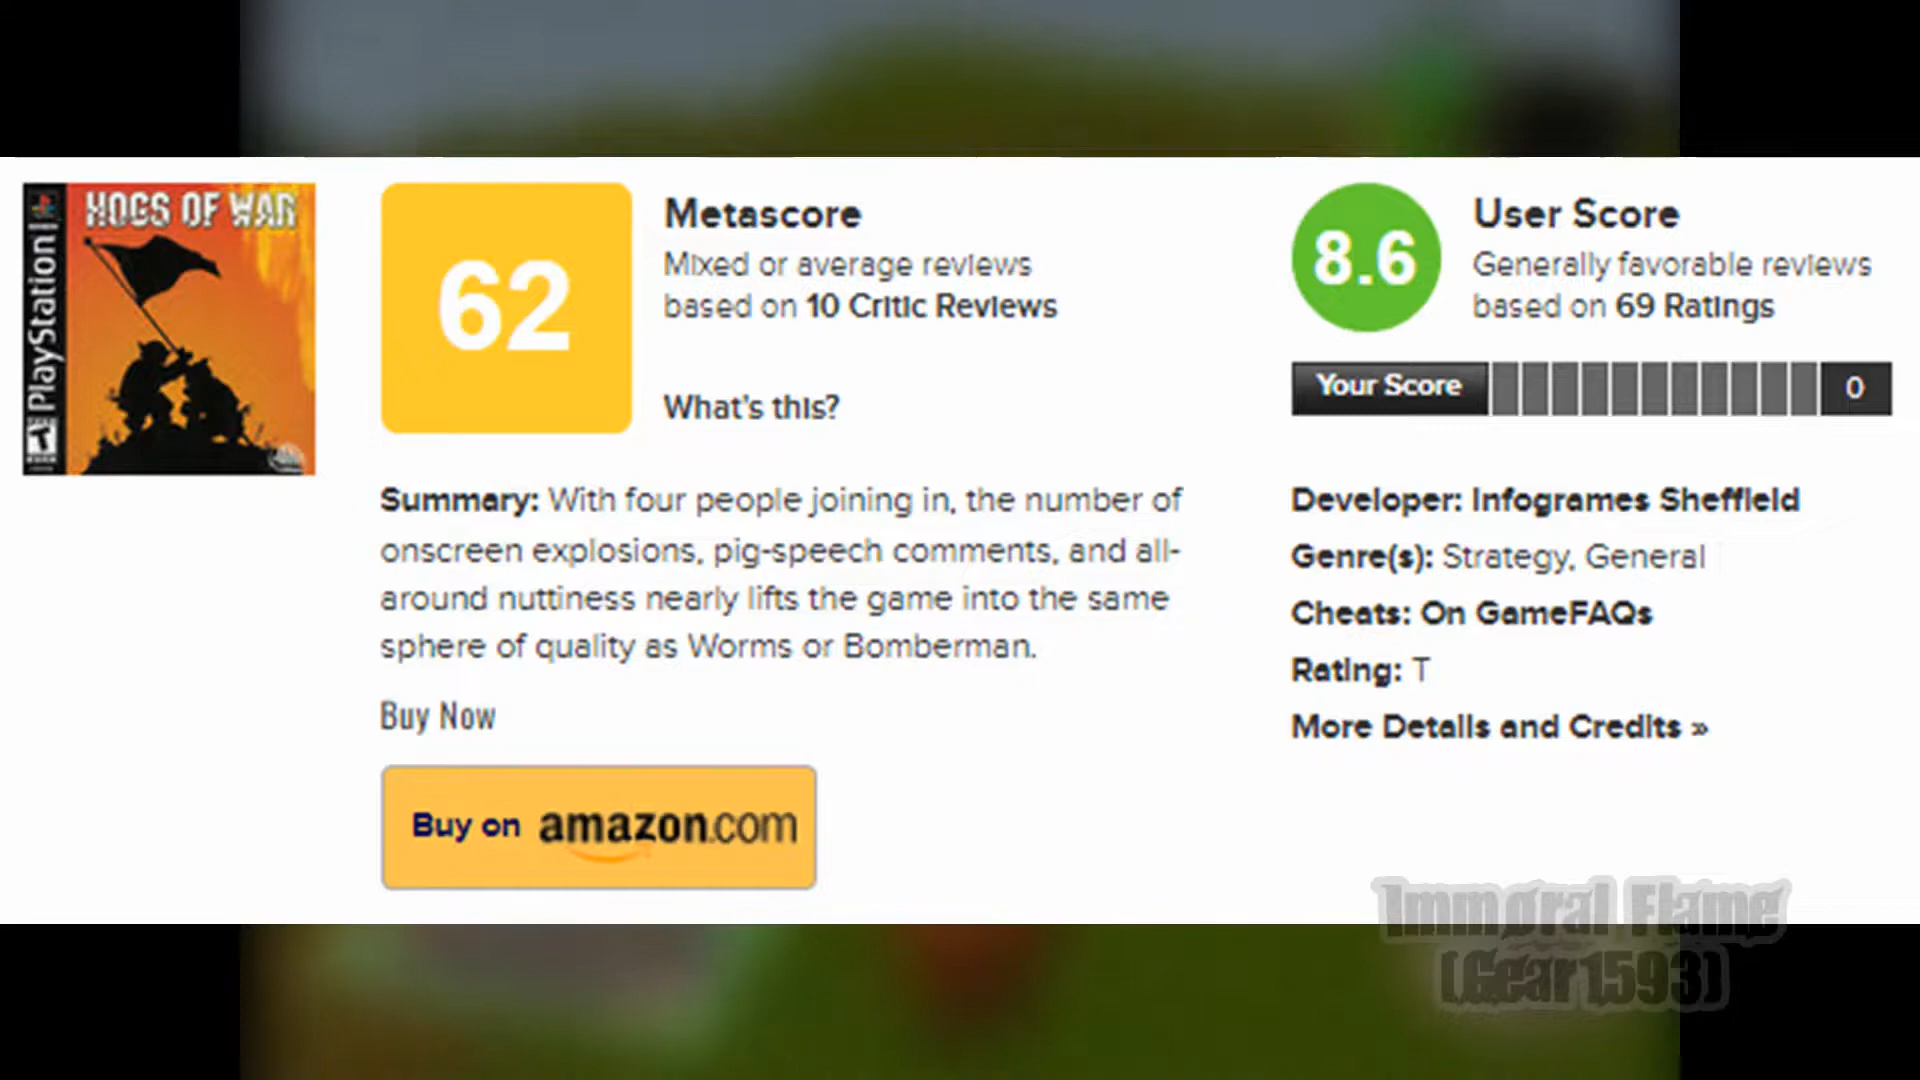 HOGS OF WAR
PlayStation
62
Metascore
Mixed or average reviews
based on 10 Critic Reviews
What's this?
8.6
User Score
Generally favorable reviews
based on 69 Ratings
Your Score
0
Summary: With four people joining in, the number of
onscreen explosions, pig-speech comments, and all-
around nuttiness nearly lifts the game into the same
sphere of quality as Worms or Bomberman.
Buy Now
Buy on amazon.com
Developer: Infogrames Sheffield
Genre(s): Strategy, General
Cheats: On GameFAQs
Rating: T
More Details and Credits »
Immoral Flame
(Gear1593)